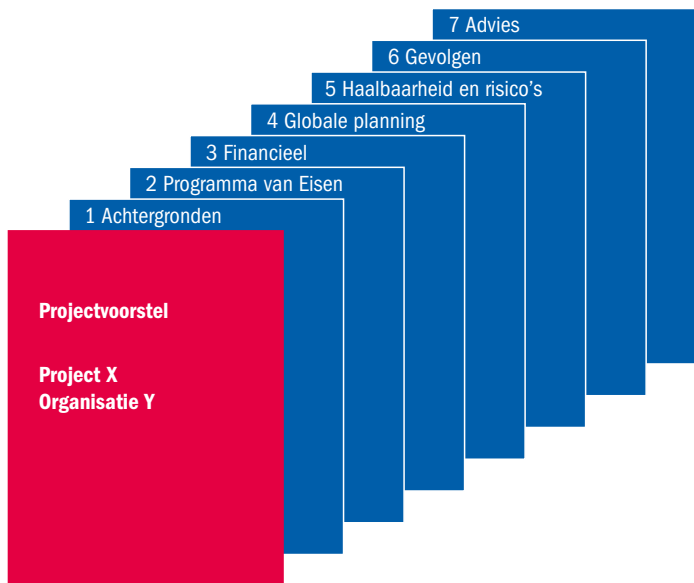 7 Advies
6 Gevolgen
5 Haalbaarheid en risico’s
4 Globale planning
3 Financieel
2 Programma van Eisen
1 Achtergronden
Projectvoorstel
Project X
Organisatie Y